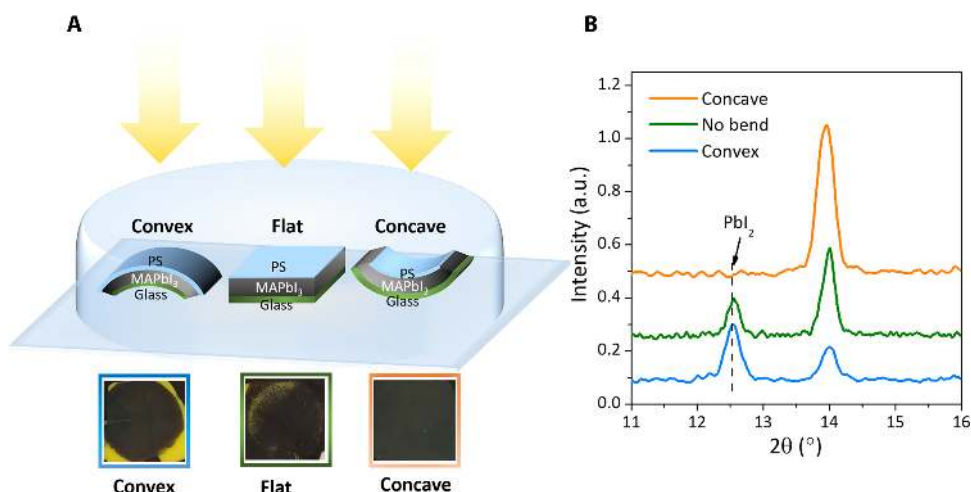 A
Convex
Flat
Concave
PS
MAPbI₃
Glass
PS
MAPbI₃
Glass
PS
MAPbI₃
Glass
Convex
Flat
Concave
B
Concave
No bend
Convex
PbI₂
Intensity (a.u.)
1.2
1.0
0.8
0.6
0.4
0.2
0.0
11 12 13 14 15 16
2θ (°)